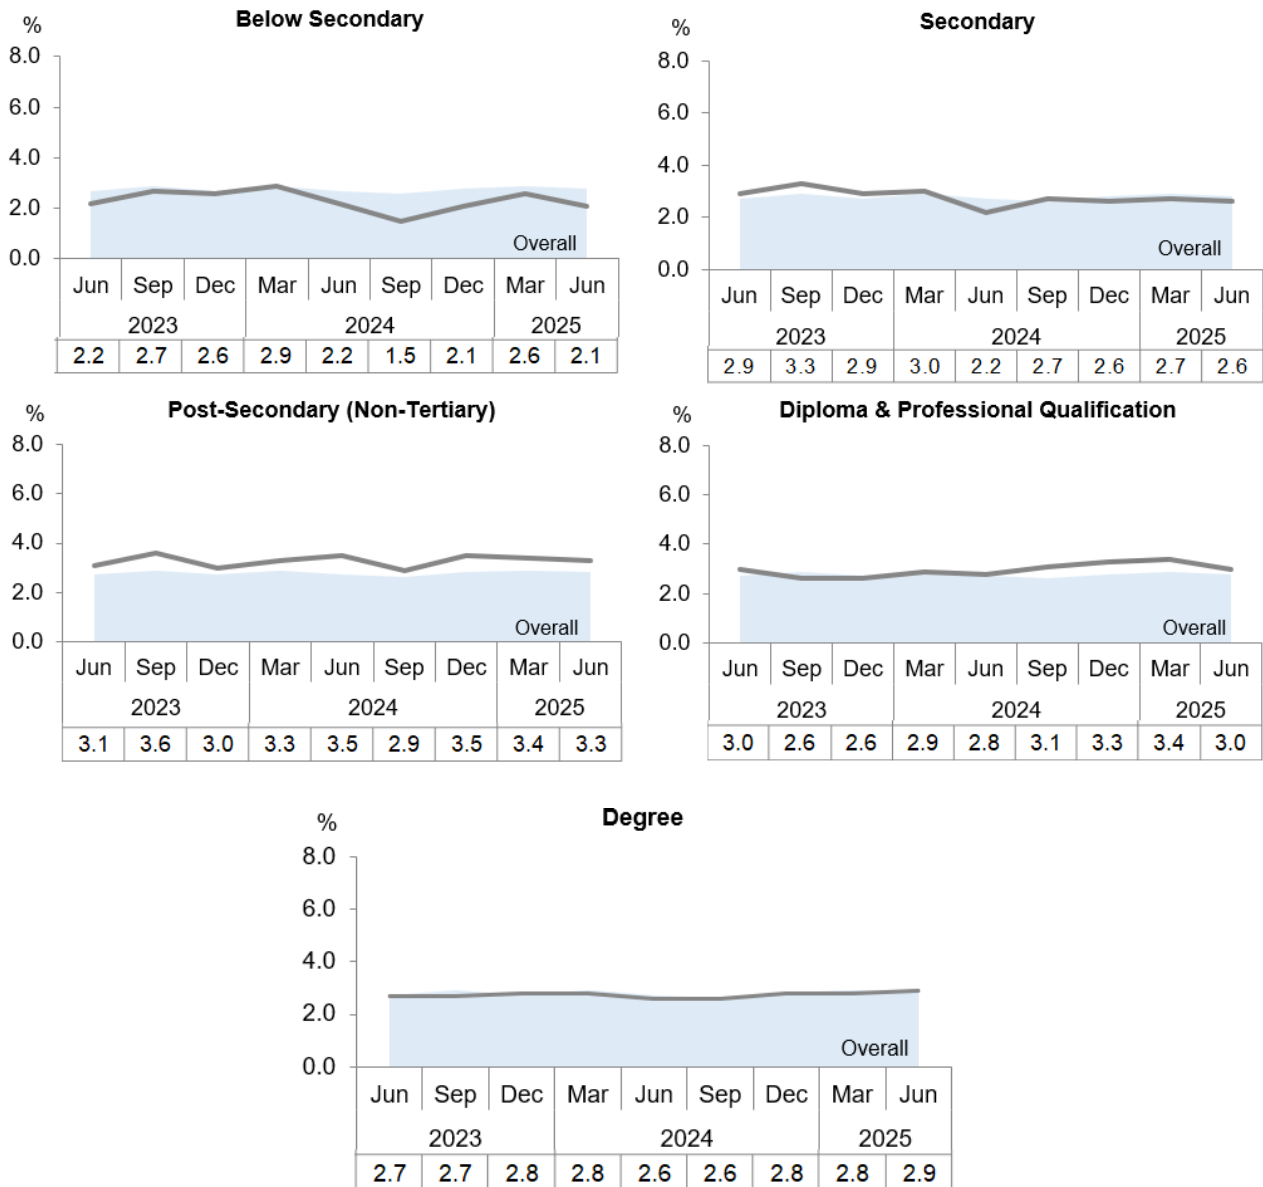 Below Secondary
%
8.0
6.0
4.0
2.0
0.0
Overall
Jun Sep Dec Mar Jun Sep Dec Mar Jun
2023 2024 2025
2.2 2.7 2.6 2.9 2.2 1.5 2.1 2.6 2.1
Secondary
%
8.0
6.0
4.0
2.0
0.0
Overall
Jun Sep Dec Mar Jun Sep Dec Mar Jun
2023 2024 2025
2.9 3.3 2.9 3.0 2.2 2.7 2.6 2.7 2.6
Post-Secondary (Non-Tertiary)
%
8.0
6.0
4.0
2.0
0.0
Overall
Jun Sep Dec Mar Jun Sep Dec Mar Jun
2023 2024 2025
3.1 3.6 3.0 3.3 3.5 2.9 3.5 3.4 3.3
Diploma & Professional Qualification
%
8.0
6.0
4.0
2.0
0.0
Overall
Jun Sep Dec Mar Jun Sep Dec Mar Jun
2023 2024 2025
3.0 2.6 2.6 2.9 2.8 3.1 3.3 3.4 3.0
Degree
%
8.0
6.0
4.0
2.0
0.0
Overall
Jun Sep Dec Mar Jun Sep Dec Mar Jun
2023 2024 2025
2.7 2.7 2.8 2.8 2.6 2.6 2.8 2.8 2.9